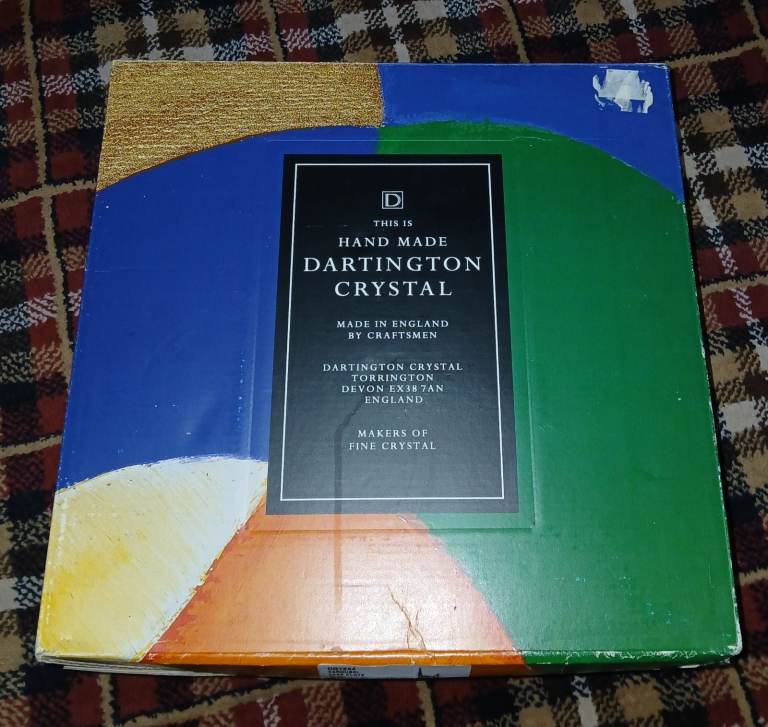 D
THIS IS
HAND MADE
DARTINGTON
CRYSTAL
MADE IN ENGLAND
BY CRAFTSMEN
DARTINGTON CRYSTAL
TORRINGTON
DEVON EX38 7AN
ENGLAND
MAKERS OF
FINE CRYSTAL